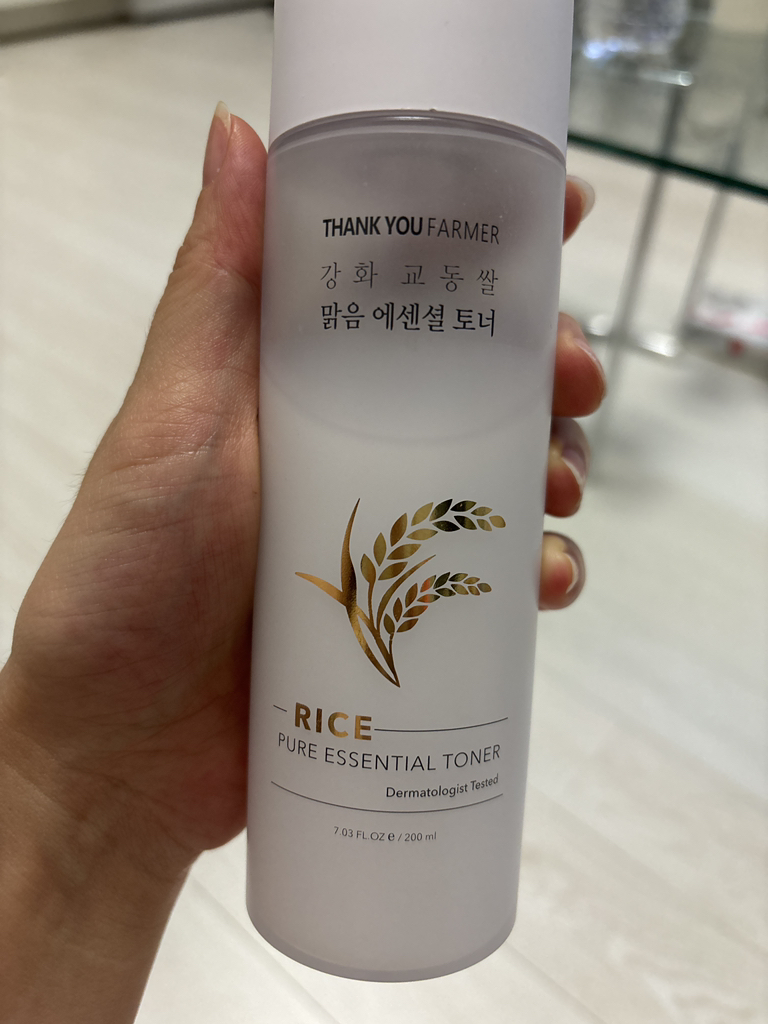 THANK YOU FARMER
강화 교동쌀
맑음 에센셜 토너
RICE
PURE ESSENTIAL TONER
Dermatologist Tested
7.03 FL.OZ ℮ / 200 ml